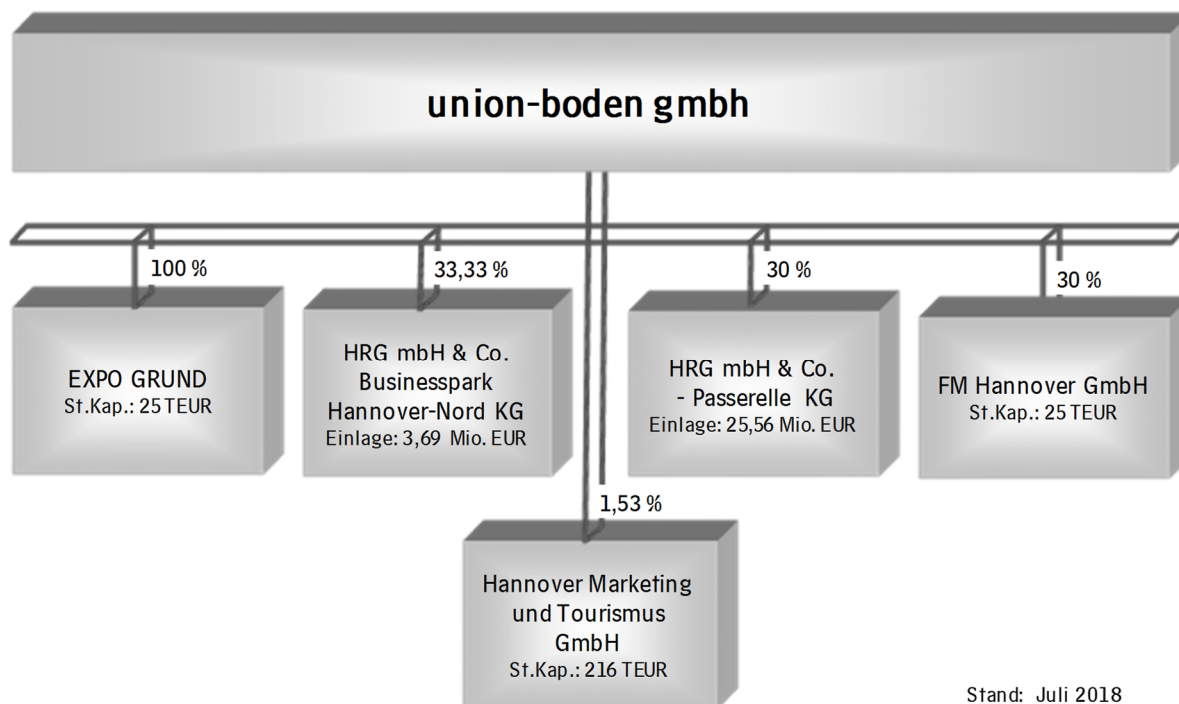 union-boden gmbh
100 %
33,33 %
30 %
30 %
EXPO GRUND
St.Kap.: 25 TEUR
HRG mbH & Co.
Businesspark
Hannover-Nord KG
Einlage: 3,69 Mio. EUR
HRG mbH & Co.
- Passerelle KG
Einlage: 25,56 Mio. EUR
FM Hannover GmbH
St.Kap.: 25 TEUR
1,53 %
Hannover Marketing
und Tourismus
GmbH
St.Kap.: 216 TEUR
Stand: Juli 2018